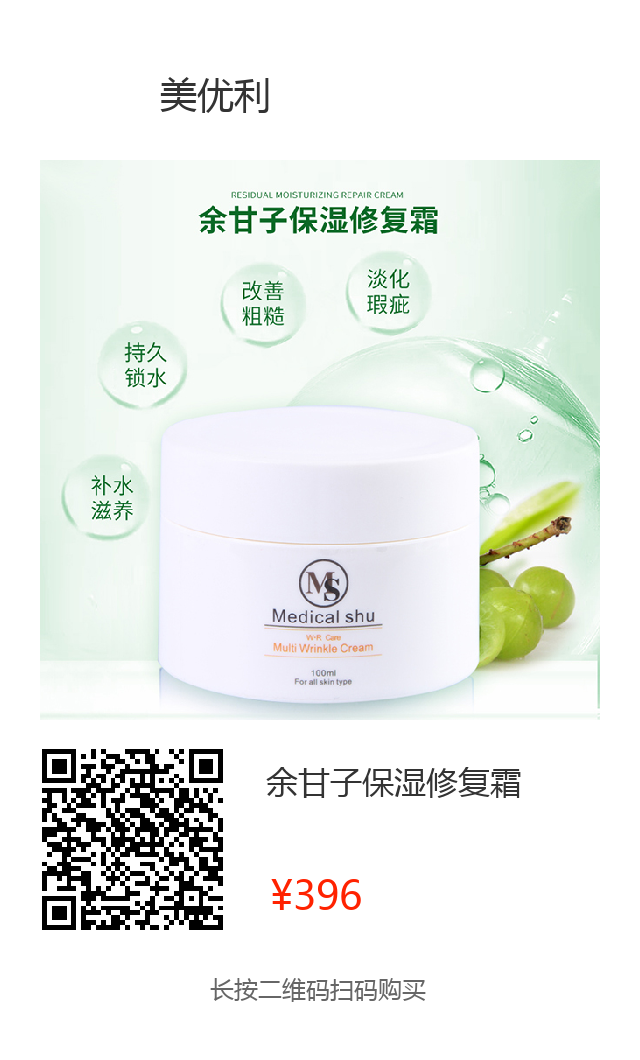 美优利
RESIDUAL MOISTURIZING REPAIR CREAM
余甘子保湿修复霜
改善
粗糙
淡化
瑕疵
持久
锁水
补水
滋养
MS
Medical shu
W-R Care
Multi Wrinkle Cream
100ml
For all skin type
余甘子保湿修复霜
¥396
长按二维码扫码购买